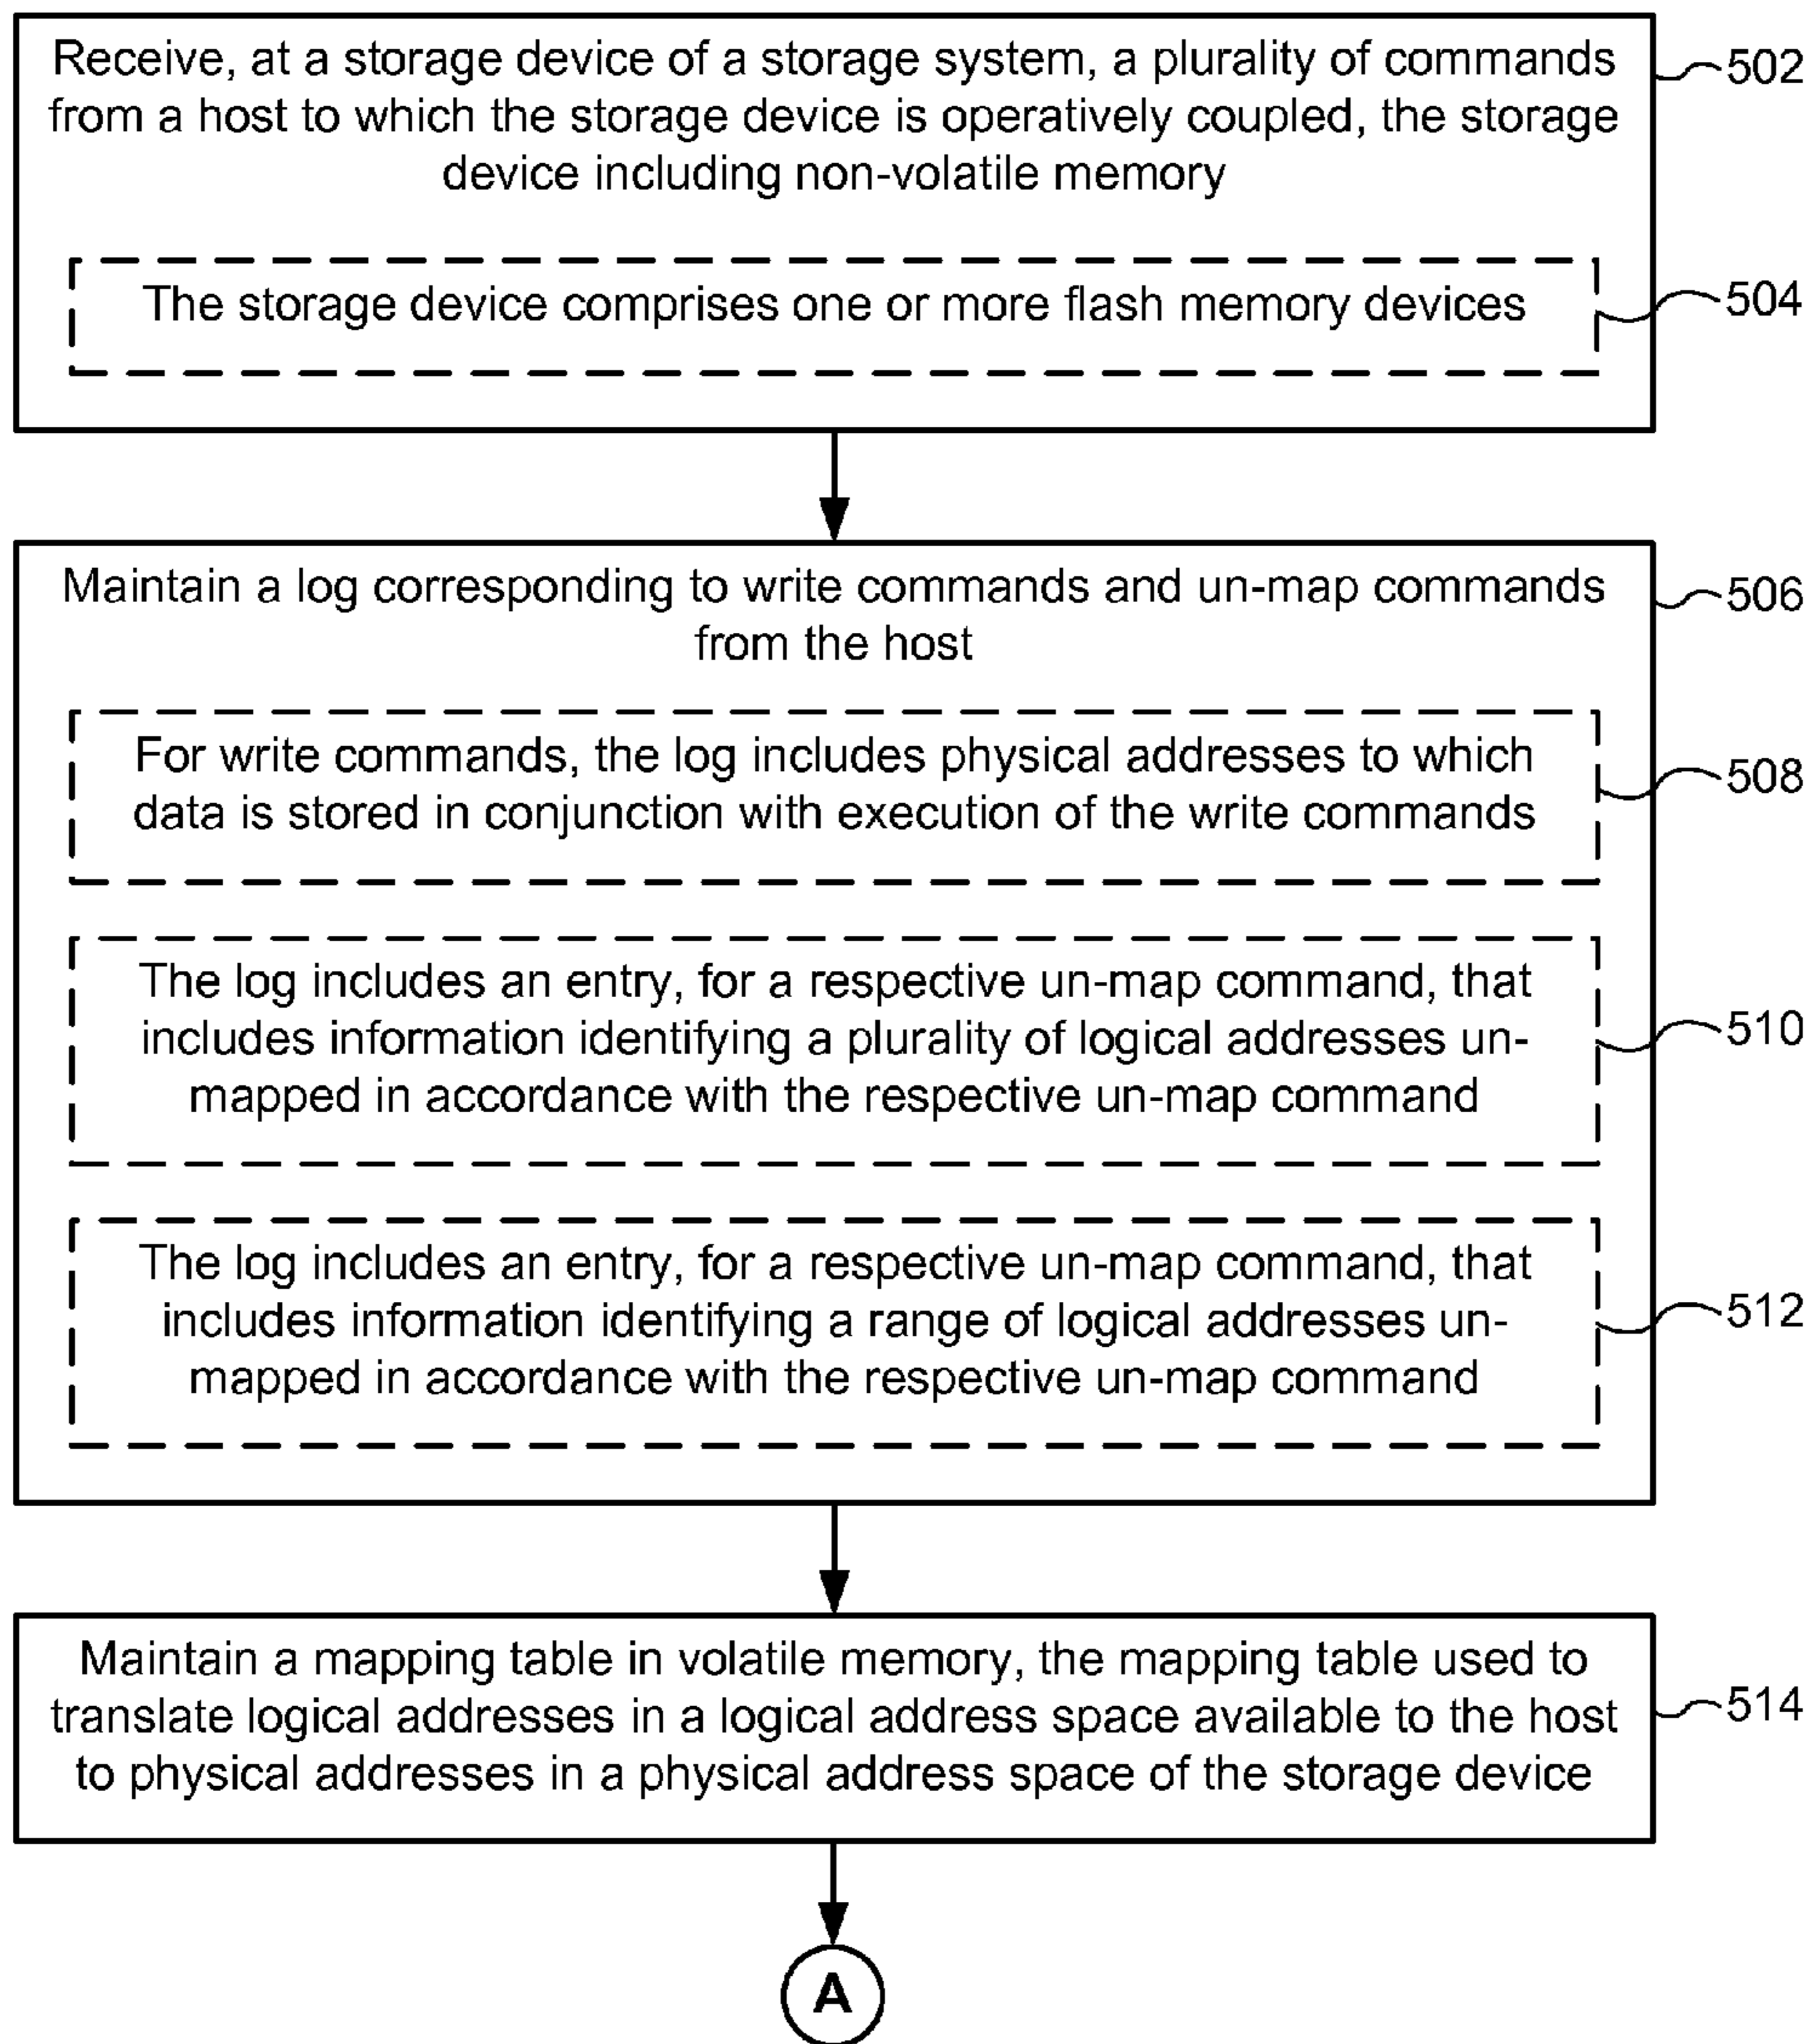 Receive, at a storage device of a storage system, a plurality of commands
from a host to which the storage device is operatively coupled, the storage
device including non-volatile memory
502
The storage device comprises one or more flash memory devices
504
Maintain a log corresponding to write commands and un-map commands
from the host
506
For write commands, the log includes physical addresses to which
data is stored in conjunction with execution of the write commands
508
The log includes an entry, for a respective un-map command, that
includes information identifying a plurality of logical addresses un-
mapped in accordance with the respective un-map command
510
The log includes an entry, for a respective un-map command, that
includes information identifying a range of logical addresses un-
mapped in accordance with the respective un-map command
512
Maintain a mapping table in volatile memory, the mapping table used to
translate logical addresses in a logical address space available to the host
to physical addresses in a physical address space of the storage device
514
A